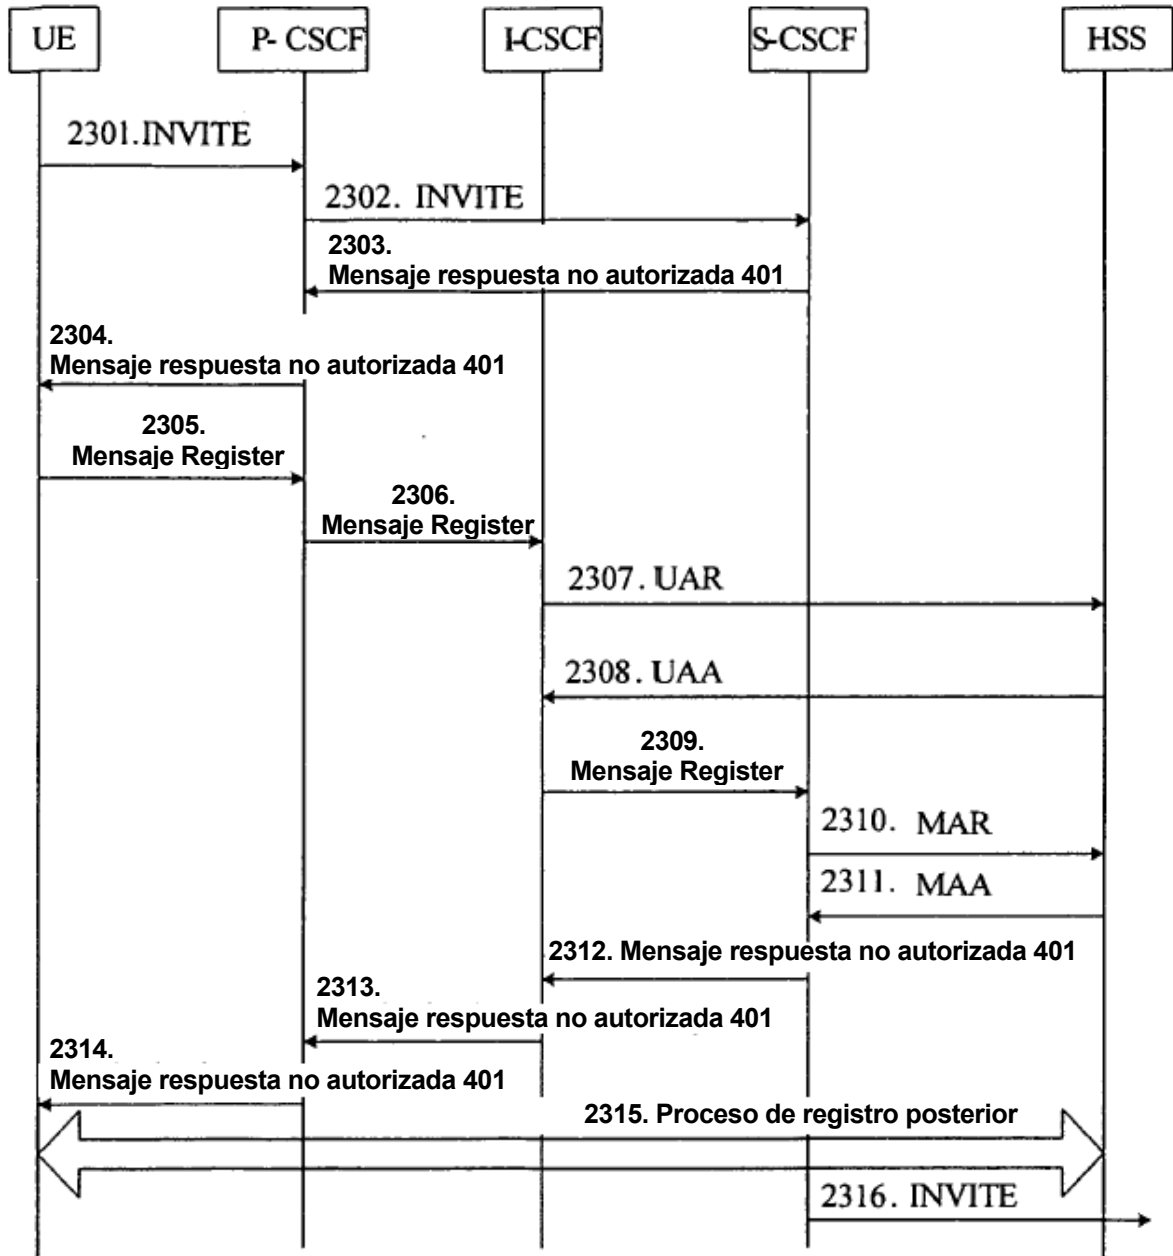 UE P- CSCF I-CSCF S-CSCF HSS
2301.INVITE
2302. INVITE
2303.
Mensaje respuesta no autorizada 401
2304.
Mensaje respuesta no autorizada 401
2305.
Mensaje Register
2306.
Mensaje Register
2307. UAR
2308. UAA
2309.
Mensaje Register
2310. MAR
2311. MAA
2312. Mensaje respuesta no autorizada 401
2313.
Mensaje respuesta no autorizada 401
2314.
Mensaje respuesta no autorizada 401
2315. Proceso de registro posterior
2316. INVITE